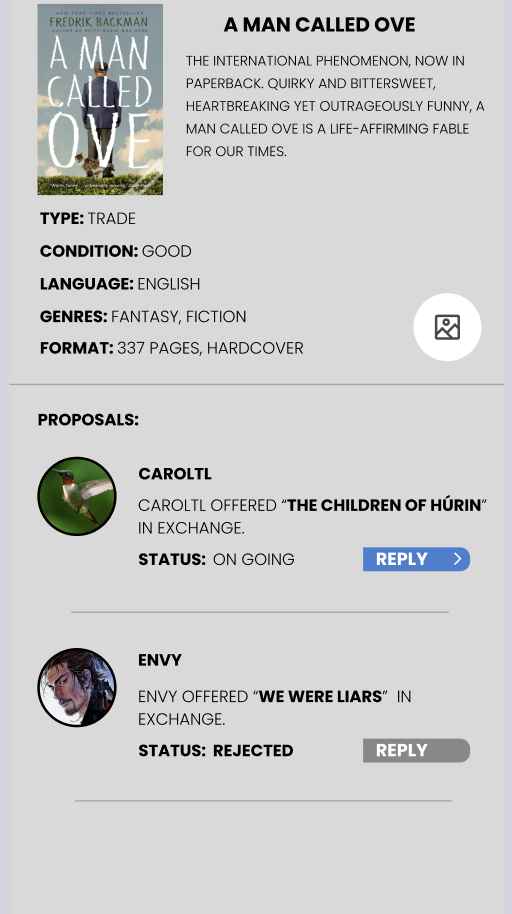 A MAN CALLED OVE
NEW YORK TIMES BESTSELLER
FREDRIK BACKMAN
A MAN
CALLED
OVE
THE INTERNATIONAL PHENOMENON, NOW IN
PAPERBACK. QUIRKY AND BITTERSWEET,
HEARTBREAKING YET OUTRAGEOUSLY FUNNY, A
MAN CALLED OVE IS A LIFE-AFFIRMING FABLE
FOR OUR TIMES.
TYPE: TRADE
CONDITION: GOOD
LANGUAGE: ENGLISH
GENRES: FANTASY, FICTION
FORMAT: 337 PAGES, HARDCOVER
PROPOSALS:
CAROLTL
CAROLTL OFFERED “THE CHILDREN OF HÚRIN”
IN EXCHANGE.
STATUS: ON GOING
REPLY
ENVY
ENVY OFFERED “WE WERE LIARS” IN
EXCHANGE.
STATUS: REJECTED
REPLY